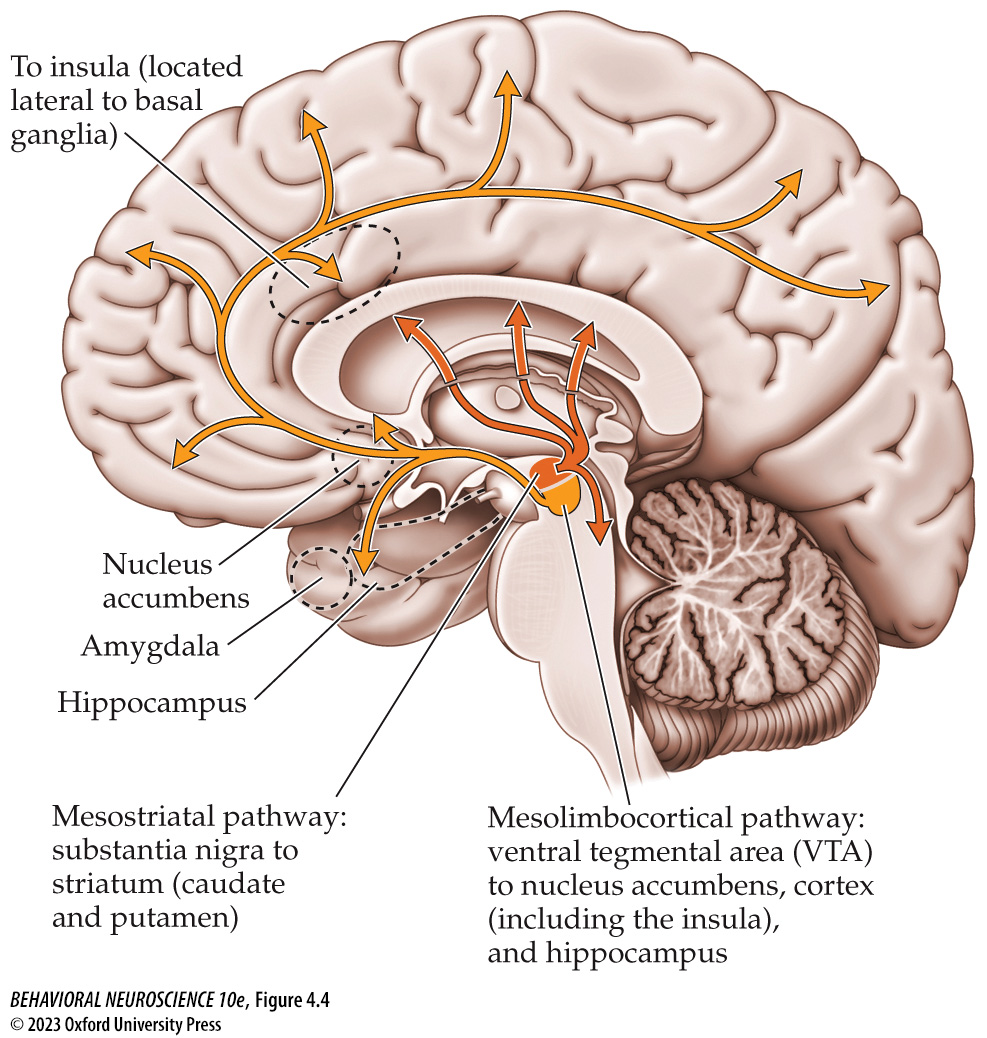 To insula (located
lateral to basal
ganglia)
Nucleus
accumbens
Amygdala
Hippocampus
Mesostriatal pathway:
substantia nigra to
striatum (caudate
and putamen)
Mesolimbocortical pathway:
ventral tegmental area (VTA)
to nucleus accumbens, cortex
(including the insula),
and hippocampus
BEHAVIORAL NEUROSCIENCE 10e, Figure 4.4
© 2023 Oxford University Press